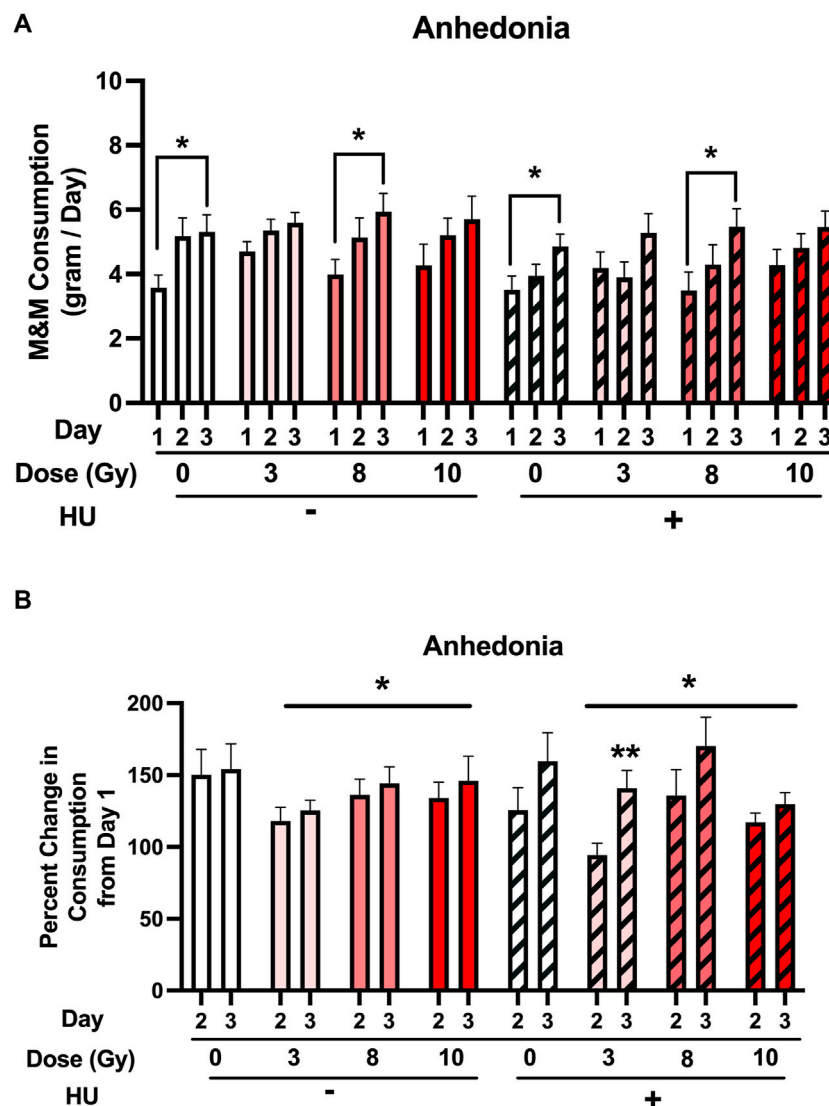 A
Anhedonia
M&M Consumption
(gram / Day)
10
8
6
4
2
0
*
*
*
*
Day 1 2 3 1 2 3 1 2 3 1 2 3 1 2 3 1 2 3 1 2 3 1 2 3
Dose (Gy) 0 3 8 10 0 3 8 10
HU - +
B
Anhedonia
Percent Change in
Consumption
from Day 1
200
150
100
50
0
*
*
**
Day 2 3 2 3 2 3 2 3 2 3 2 3 2 3 2 3
Dose (Gy) 0 3 8 10 0 3 8 10
HU - +